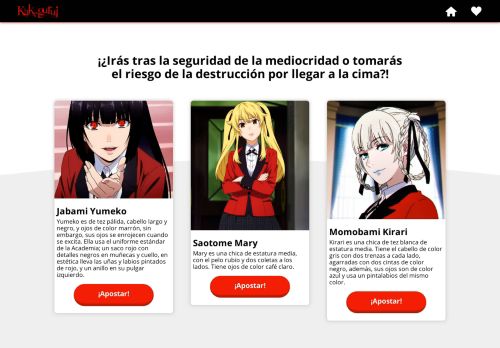 Kakegurui
¡¿Irás tras la seguridad de la mediocridad o tomarás
el riesgo de la destrucción por llegar a la cima?!
Jabami Yumeko
Yumeko es de tez pálida, cabello largo y
negro, y ojos de color marrón, sin
embargo, sus ojos se enrojecen cuando
se excita. Ella usa el uniforme estándar
de la Academia; un saco rojo con
detalles negros en muñecas y cuello, en
estética lleva las uñas y labios pintados
de rojo, y un anillo en su pulgar
izquierdo.
¡Apostar!
Saotome Mary
Mary es una chica de estatura media,
con el pelo rubio y dos coletas a los
lados. Tiene ojos de color café claro.
¡Apostar!
Momobami Kirari
Kirari es una chica de tez blanca de
estatura media. Tiene el cabello de color
gris con dos trenzas a cada lado,
agarradas con dos cintas de color
negro, además, sus ojos son de color
azul y usa un pintalabios del mismo
color.
¡Apostar!